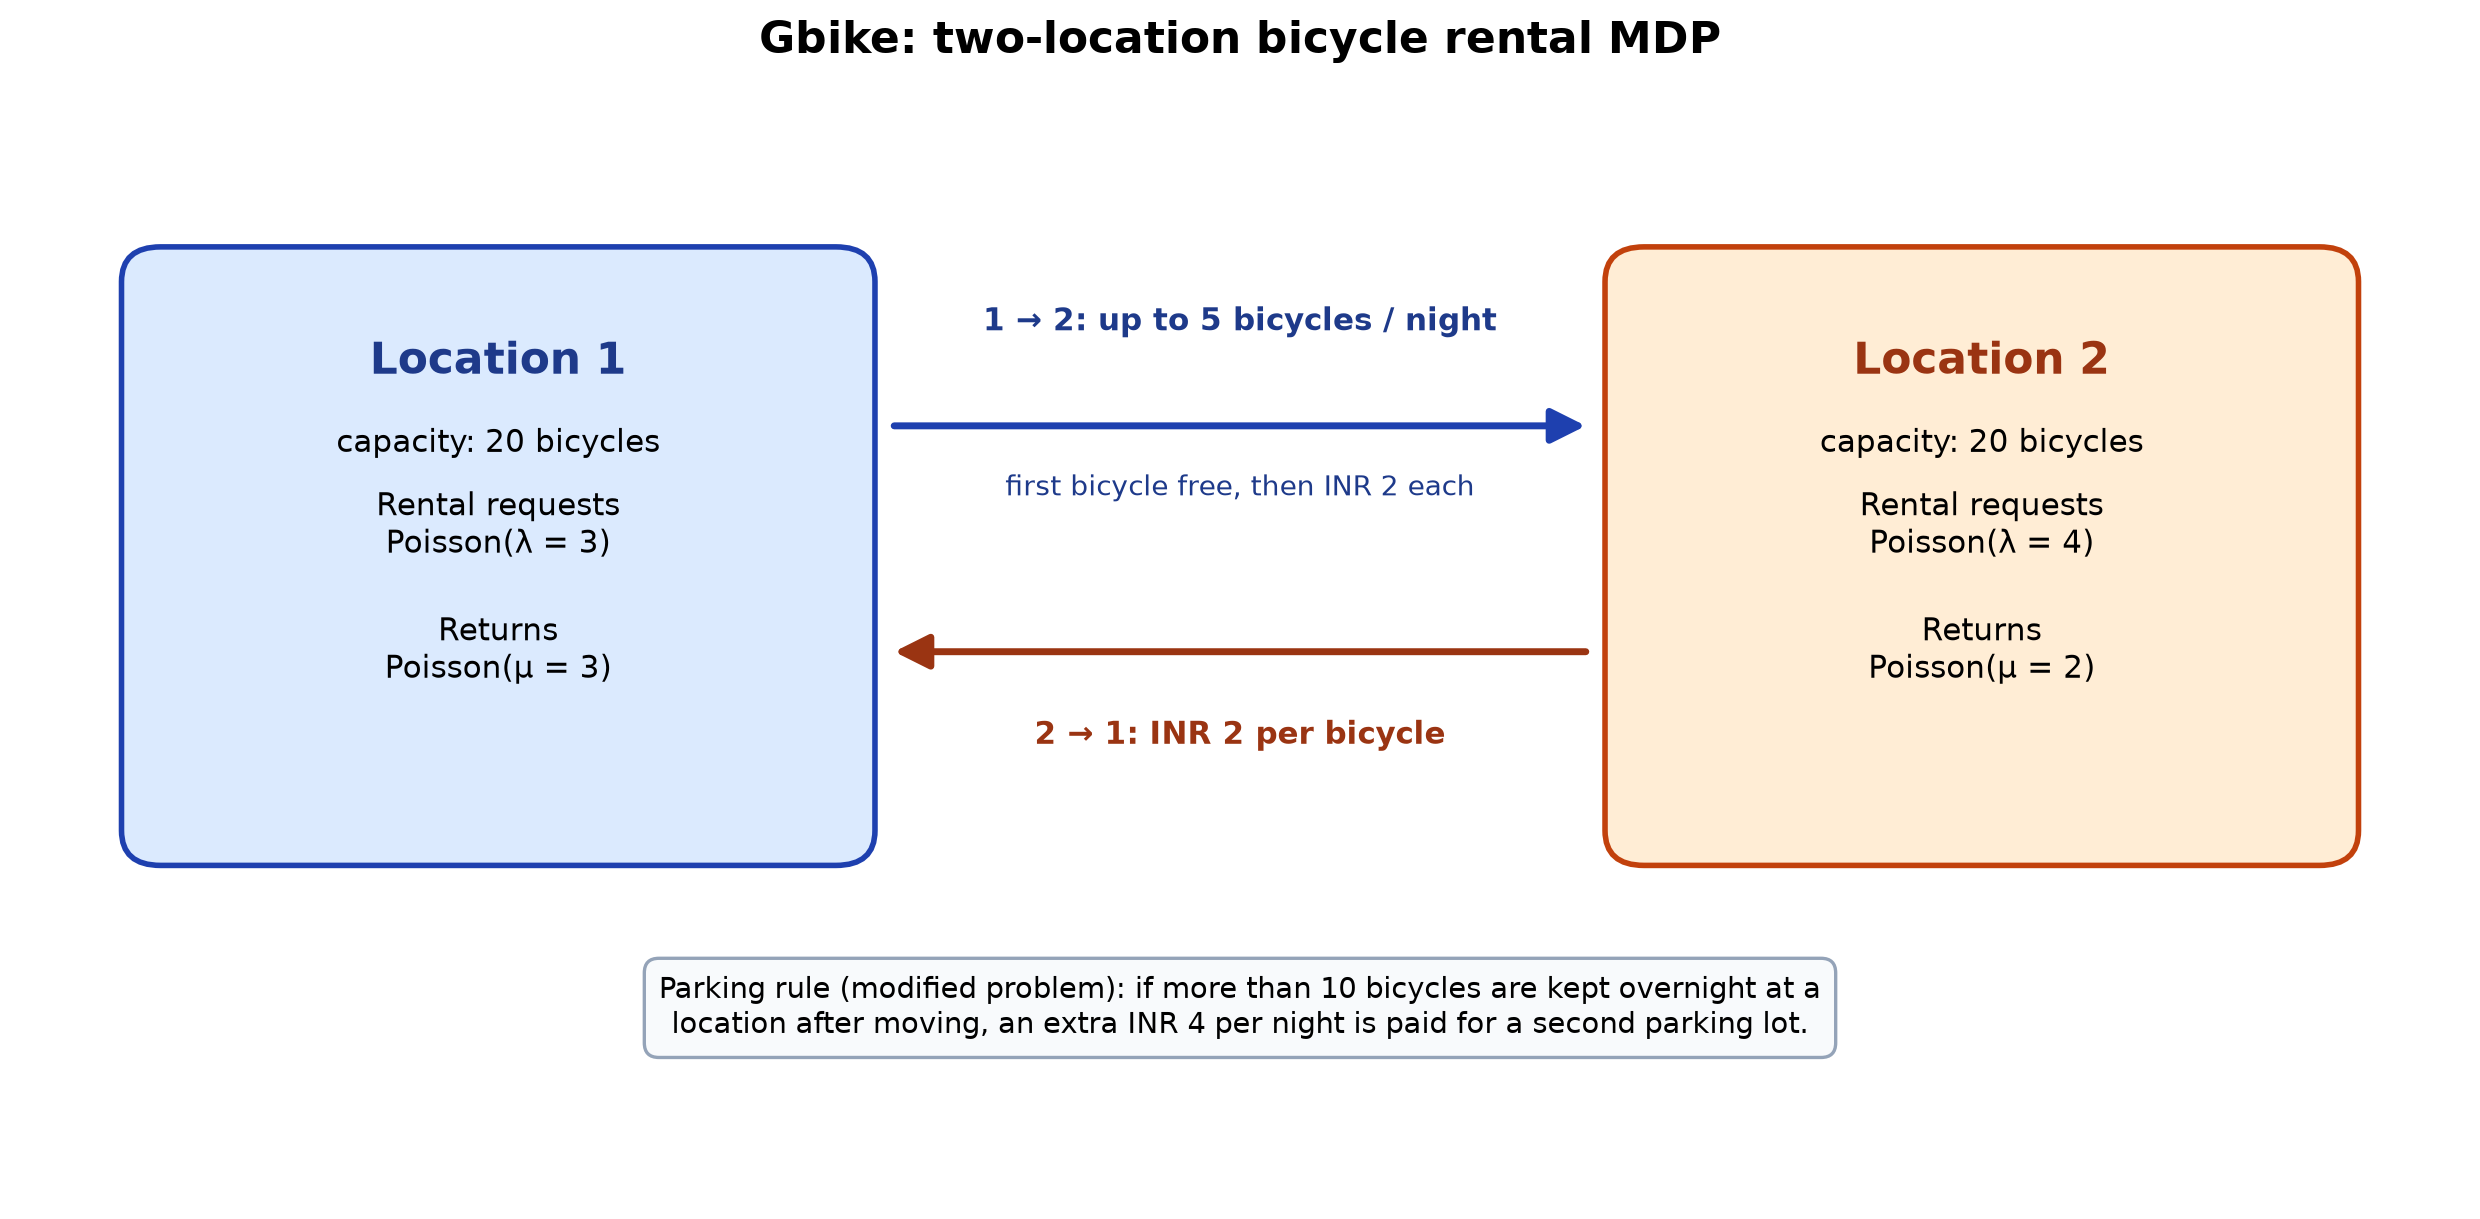 Gbike: two-location bicycle rental MDP
Location 1
capacity: 20 bicycles
Rental requests
Poisson(λ = 3)
Returns
Poisson(μ = 3)
1 → 2: up to 5 bicycles / night
first bicycle free, then INR 2 each
2 → 1: INR 2 per bicycle
Location 2
capacity: 20 bicycles
Rental requests
Poisson(λ = 4)
Returns
Poisson(μ = 2)
Parking rule (modified problem): if more than 10 bicycles are kept overnight at a
location after moving, an extra INR 4 per night is paid for a second parking lot.